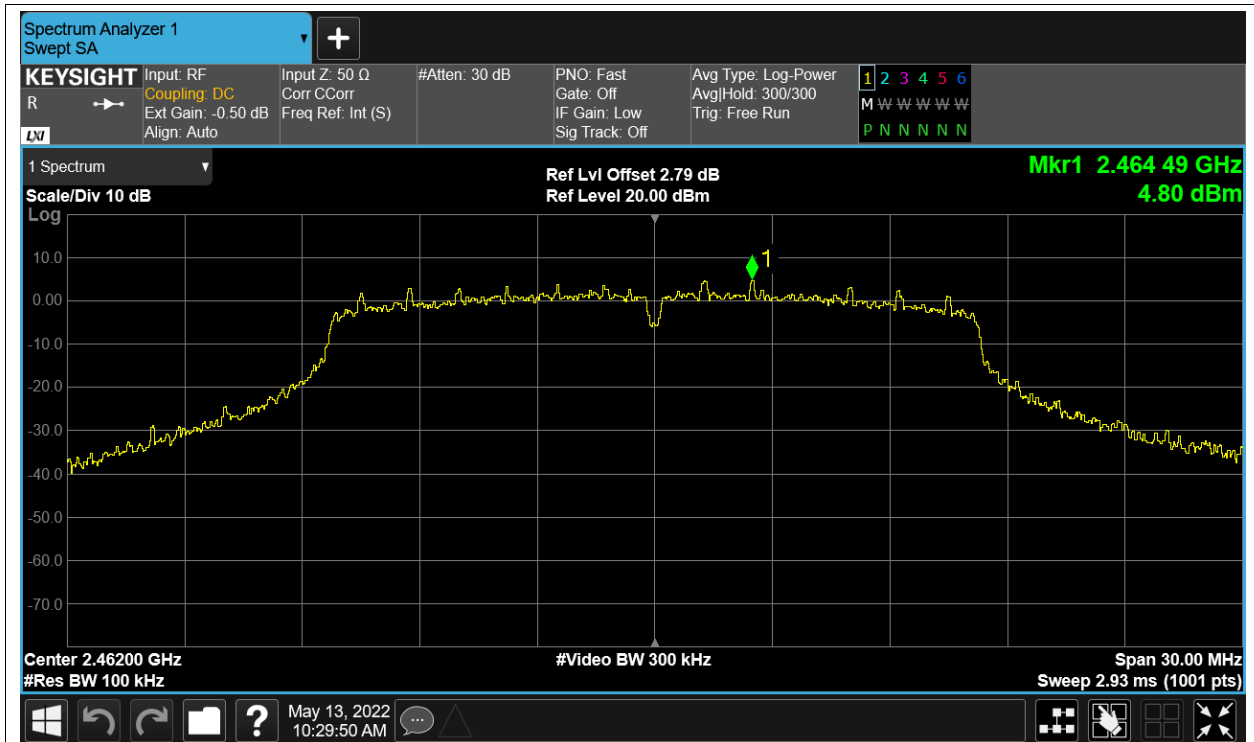 Spectrum Analyzer 1
Swept SA
KEYSIGHT
R
LXI
Input: RF
Coupling: DC
Ext Gain: -0.50 dB
Align: Auto
Input Z: 50 Ω
Corr CCorr
Freq Ref: Int (S)
#Atten: 30 dB
PNO: Fast
Gate: Off
IF Gain: Low
Sig Track: Off
Avg Type: Log-Power
Avg|Hold: 300/300
Trig: Free Run
1 2 3 4 5 6
M W W W W W
P N N N N N
1 Spectrum
Scale/Div 10 dB
Ref Lvl Offset 2.79 dB
Ref Level 20.00 dBm
Mkr1 2.464 49 GHz
4.80 dBm
Log
10.0
0.00
-10.0
-20.0
-30.0
-40.0
-50.0
-60.0
-70.0
1
Center 2.46200 GHz
#Res BW 100 kHz
#Video BW 300 kHz
Span 30.00 MHz
Sweep 2.93 ms (1001 pts)
?
May 13, 2022
10:29:50 AM